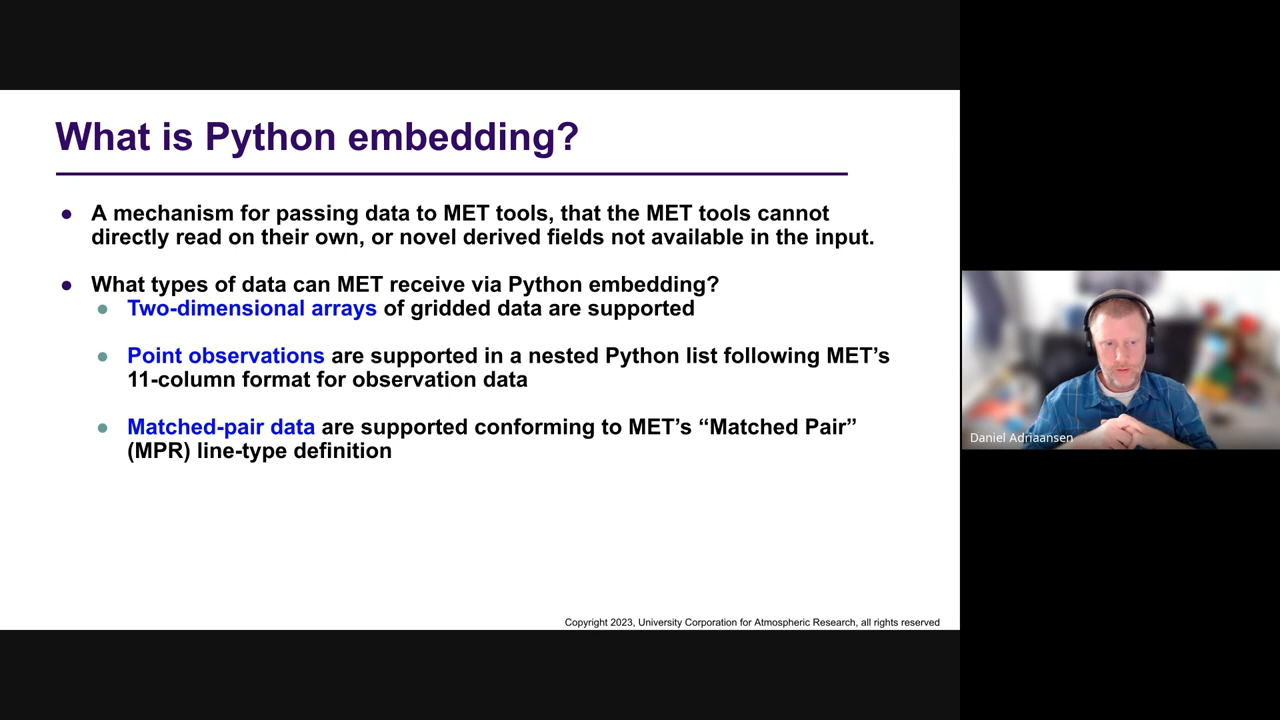 What is Python embedding?
● A mechanism for passing data to MET tools, that the MET tools cannot
directly read on their own, or novel derived fields not available in the input.
● What types of data can MET receive via Python embedding?
● Two-dimensional arrays of gridded data are supported
● Point observations are supported in a nested Python list following MET’s
11-column format for observation data
● Matched-pair data are supported conforming to MET’s “Matched Pair”
(MPR) line-type definition
Copyright 2023, University Corporation for Atmospheric Research, all rights reserved
Daniel Adriaansen